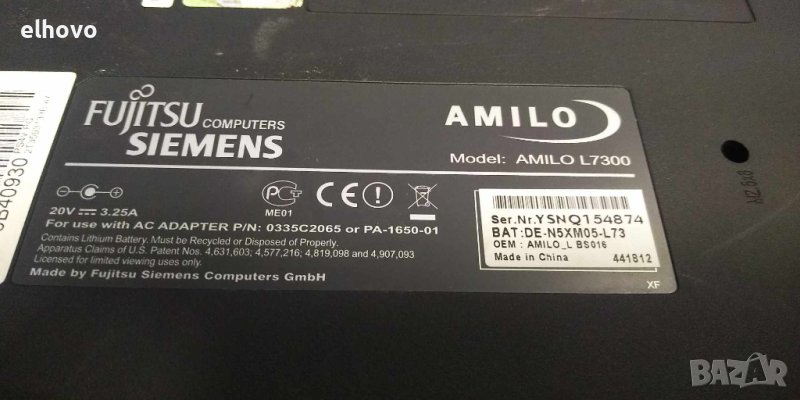 elhovo
FUJITSU COMPUTERS
SIEMENS
AMILO
Model: AMILO L7300
20V 3.25A
ME01
For use with AC ADAPTER P/N: 0335C2065 or PA-1650-01
Contains Lithium Battery. Must be Recycled or Disposed of Properly.
Apparatus Claims of U.S. Patent Nos. 4,631,603; 4,577,216; 4,819,098 and 4,907,093
Licensed for limited viewing uses only.
Made by Fujitsu Siemens Computers GmbH
Ser.Nr.YSNQ154874
BAT:DE-N5XM05-L73
OEM : AMILO_L BS016
Made in China 441812
XF
M2.6x8
BAZAR